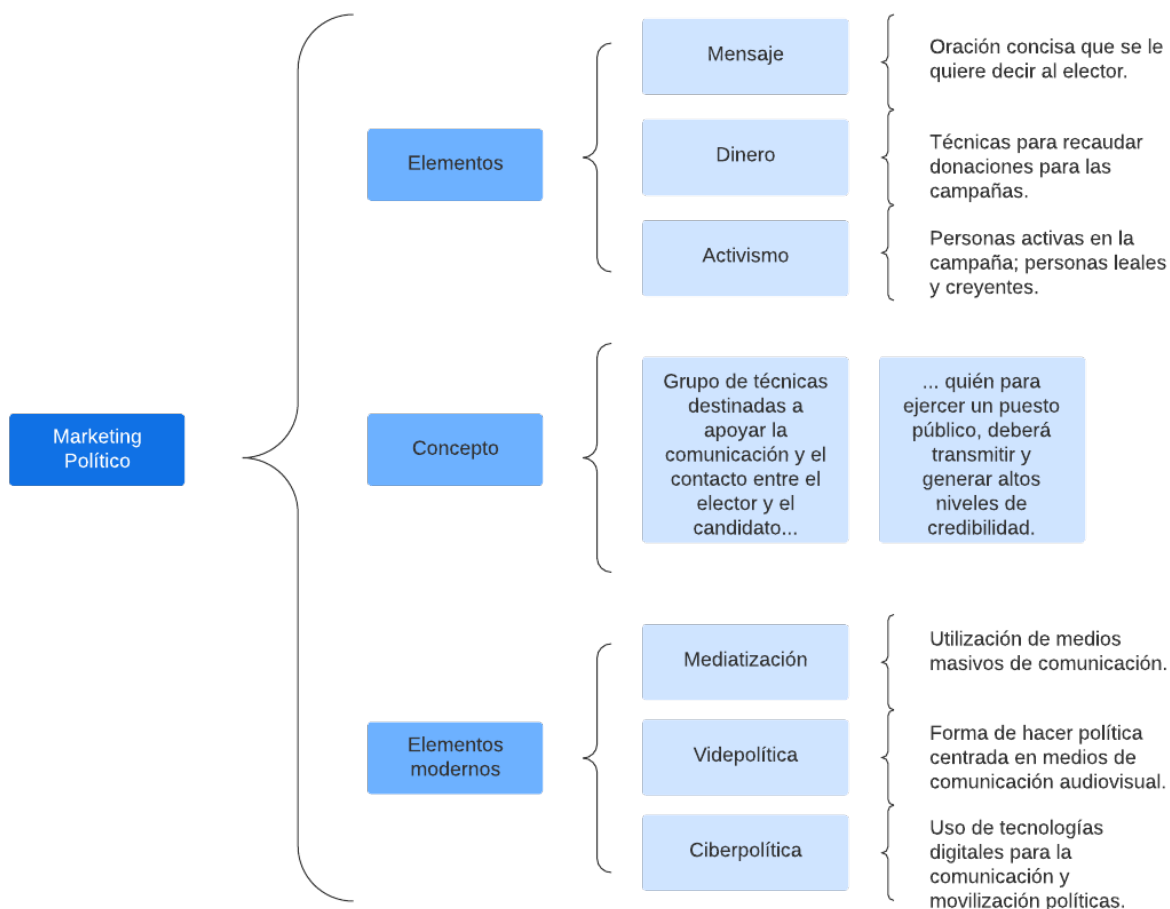 Marketing
Político
Elementos
Mensaje
Oración concisa que se le
quiere decir al elector.
Dinero
Técnicas para recaudar
donaciones para las
campañas.
Activismo
Personas activas en la
campaña; personas leales
y creyentes.
Concepto
Grupo de técnicas
destinadas a
apoyar la
comunicación y el
contacto entre el
elector y el
candidato...
... quién para
ejercer un puesto
público, deberá
transmitir y
generar altos
niveles de
credibilidad.
Elementos
modernos
Mediatización
Utilización de medios
masivos de comunicación.
Videpolítica
Forma de hacer política
centrada en medios de
comunicación audiovisual.
Ciberpolítica
Uso de tecnologías
digitales para la
comunicación y
movilización políticas.